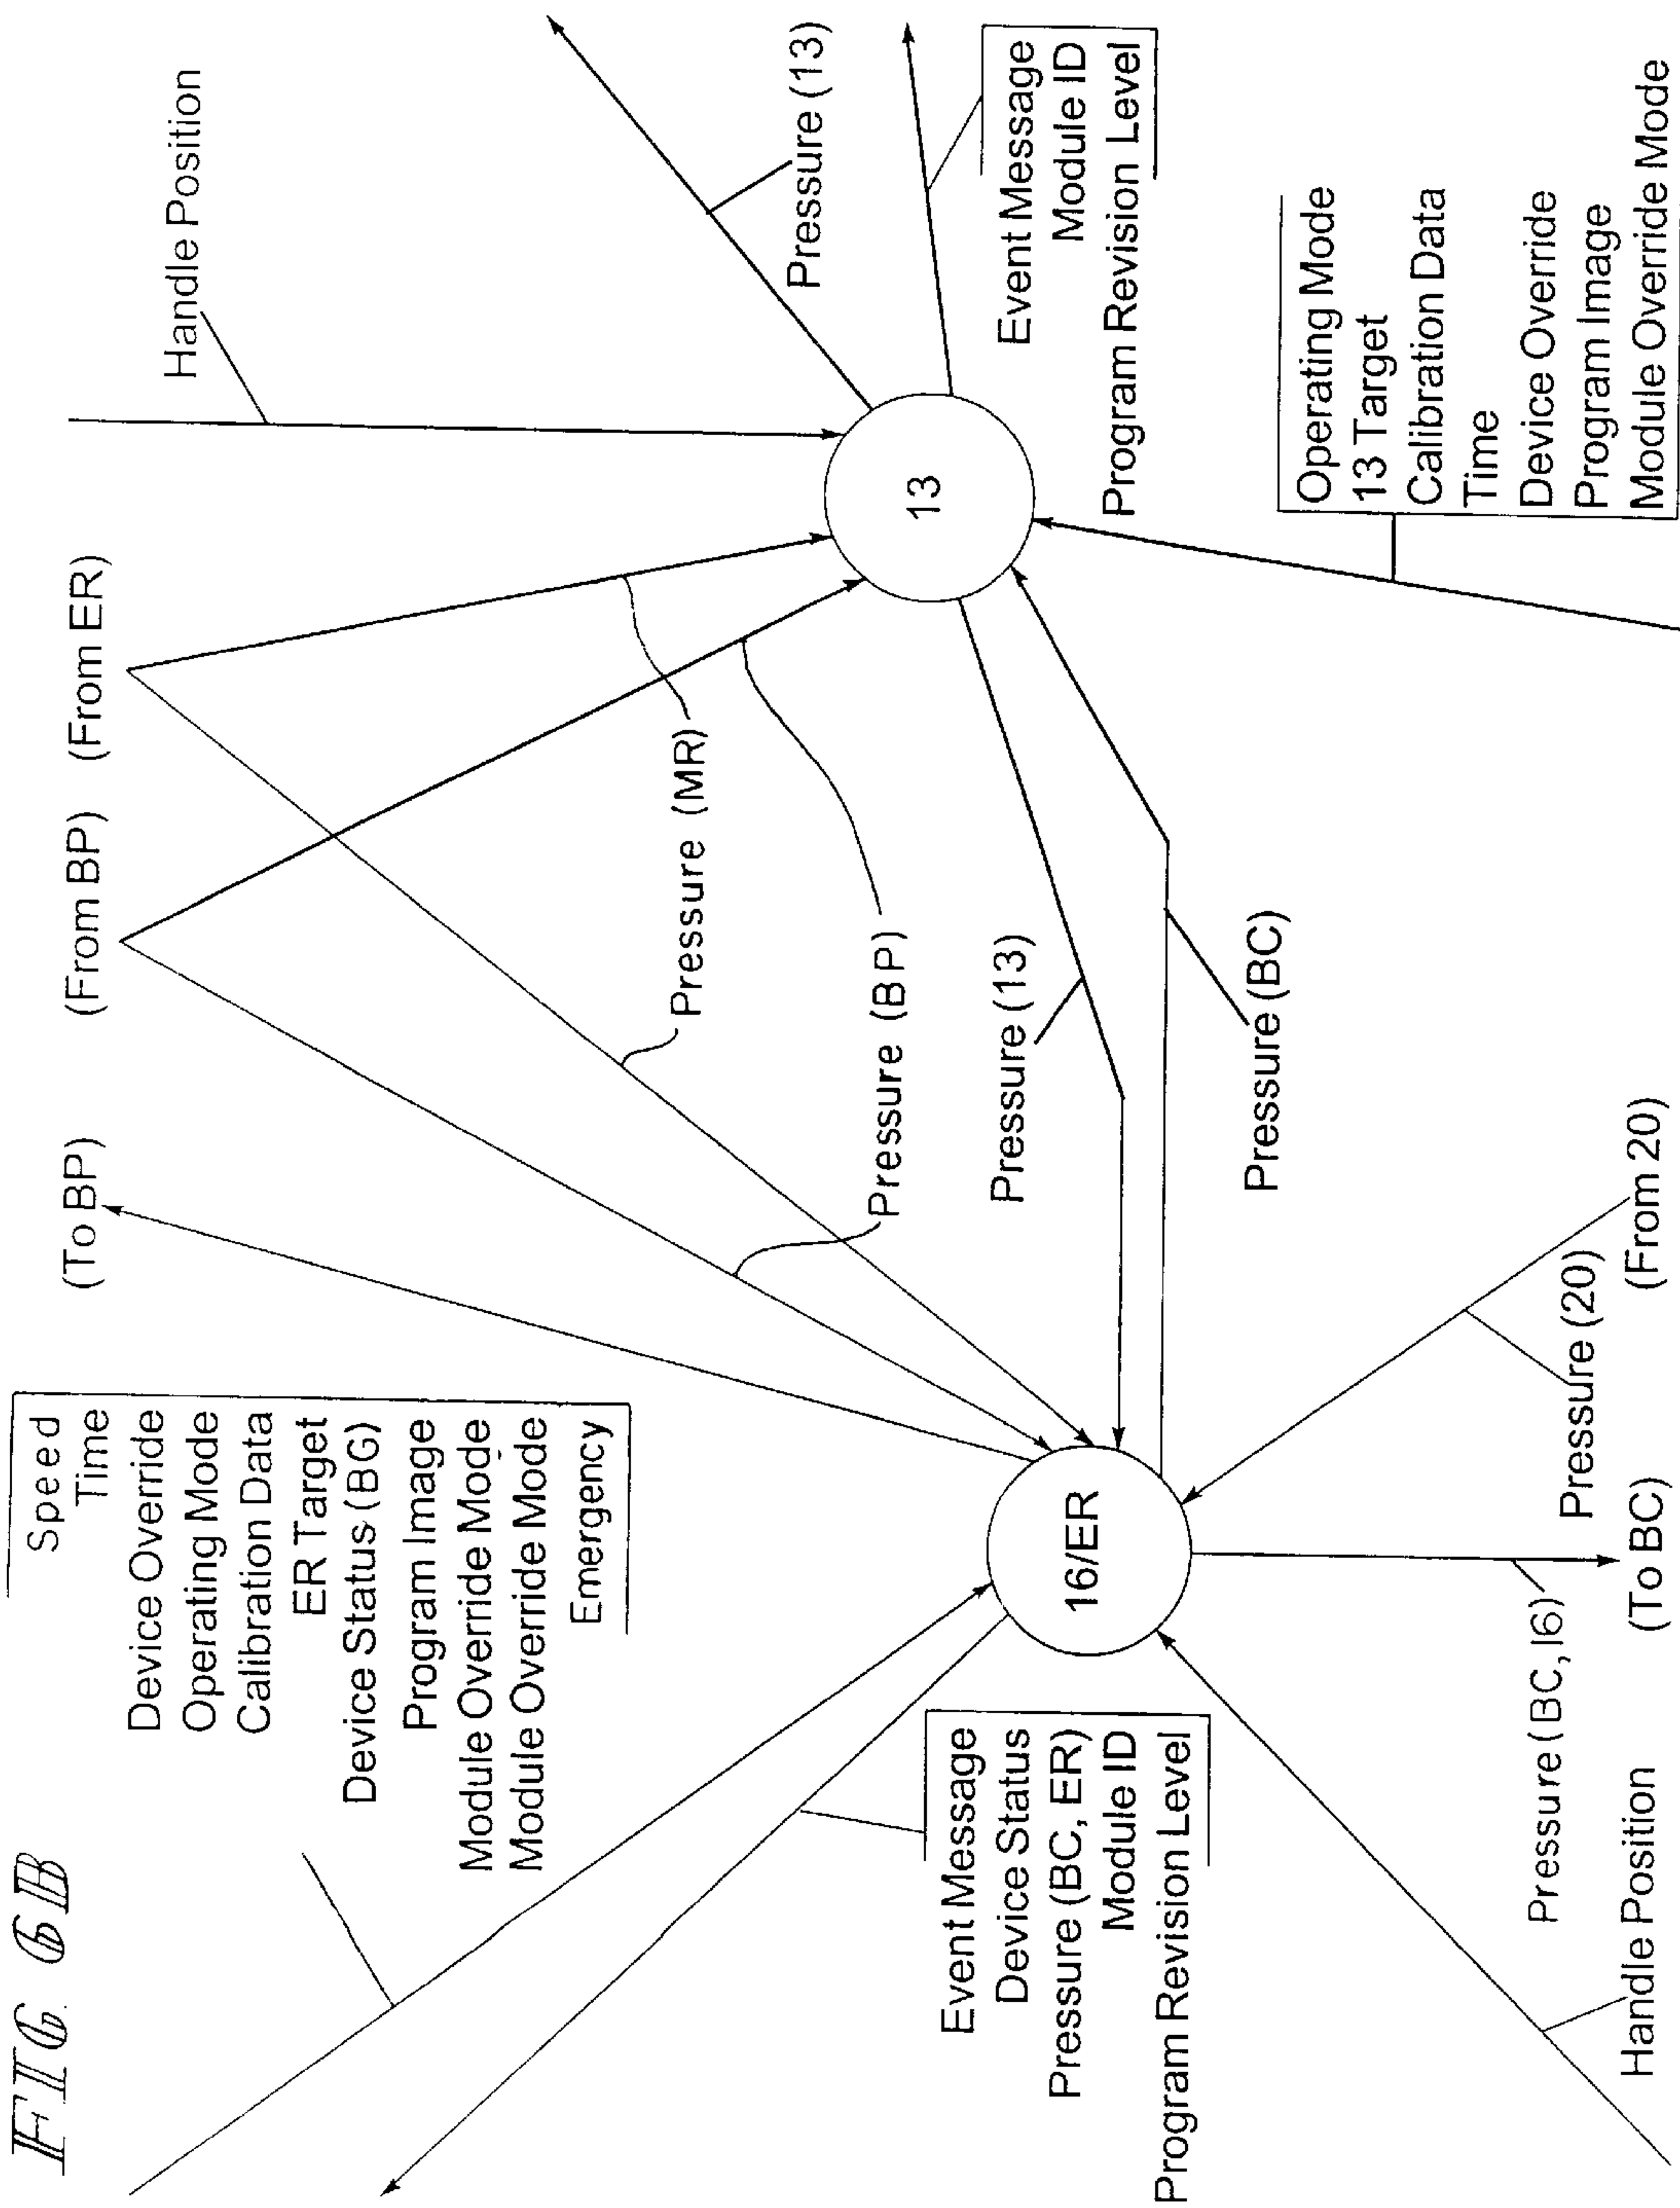 FIG 6B
Speed
Time
Device Override
Operating Mode
Calibration Data
ER Target
Device Status (BG)
Program Image
Module Override Mode
Module Override Mode
Emergency
(To BP)
(From BP)
(From ER)
Handle Position
Pressure (MR)
Pressure (BP)
Pressure (13)
Pressure (BC)
13
Pressure (13)
Event Message
Module ID
Program Revision Level
Operating Mode
13 Target
Calibration Data
Time
Device Override
Program Image
Module Override Mode
16/ER
Event Message
Device Status
Pressure (BC, ER)
Module ID
Program Revision Level
Pressure (BC, 16)
Handle Position
(To BC)
Pressure (20)
(From 20)